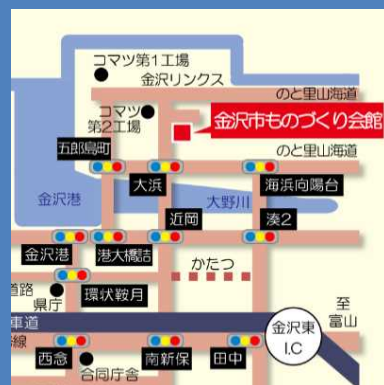 コマツ第1工場
金沢リンクス
のと里山海道
コマツ
第2工場
金沢市ものづくり会館
五郎島町
のと里山海道
大浜
海浜向陽台
金沢港
大野川
近岡
湊2
金沢港
港大橋詰
かたつ
道路
県庁
環状鞍月
至
富山
車道
金沢東
I.C
線
西念
南新保
田中
合同庁舎